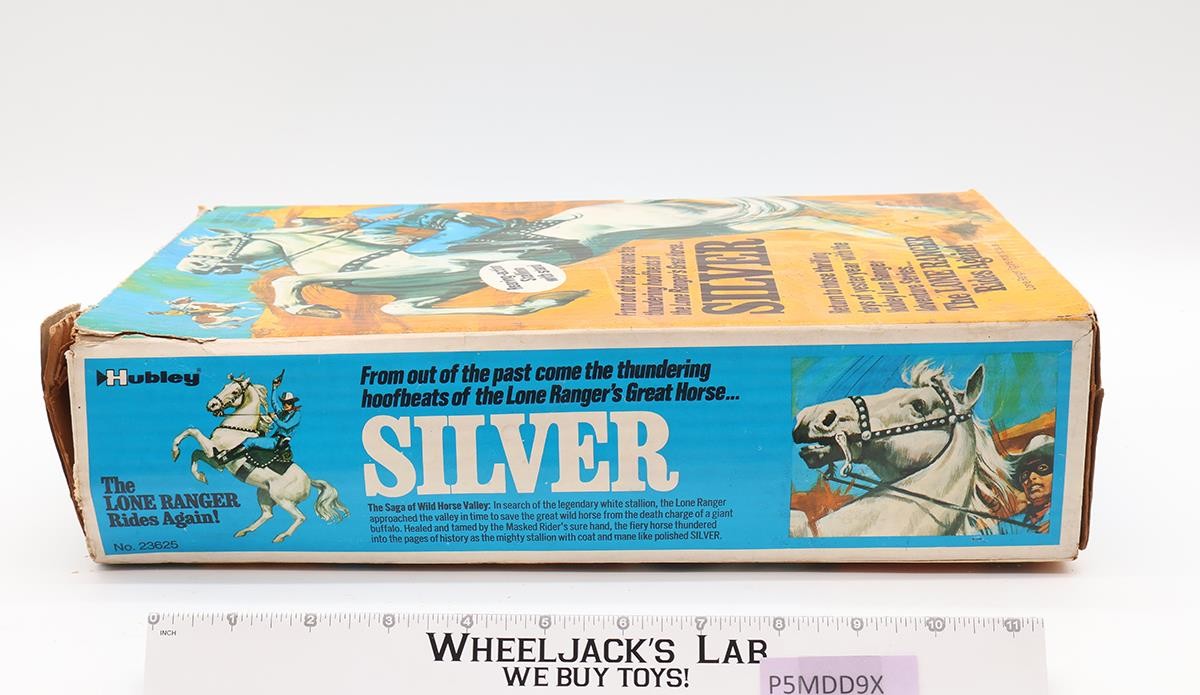 with Exclusive
SILVER
The LONE RANGER
Rides Again!
Hubley
The
LONE RANGER
Rides Again!
No. 23625
From out of the past come the thundering
hoofbeats of the Lone Ranger's Great Horse...
SILVER
The Saga of Wild Horse Valley: In search of the legendary white stallion, the Lone Ranger
approached the valley in time to save the great wild horse from the death charge of a giant
buffalo. Healed and tamed by the Masked Rider's sure hand, the fiery horse thundered
into the pages of history as the mighty stallion with coat and mane like polished SILVER.
0 1 2 3 4 5 6 7 8 9 10 11
INCH
WHEELJACK'S LAB
WE BUY TOYS!
P5MDD9X